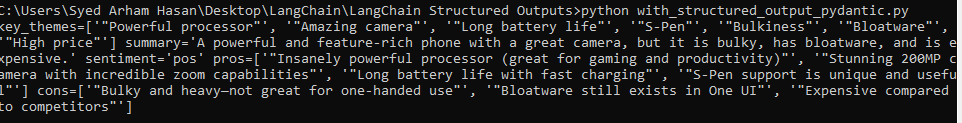 C:\Users\Syed Arham Hasan\Desktop\LangChain\LangChain Structured Outputs>python with_structured_output_pydantic.py
key_themes=['"Powerful processor"', '"Amazing camera"', '"Long battery life"', '"S-Pen"', '"Bulkiness"', '"Bloatware"',
'"High price"'] summary='A powerful and feature-rich phone with a great camera, but it is bulky, has bloatware, and is e
xpensive.' sentiment='pos' pros=['"Insanely powerful processor (great for gaming and productivity)"', '"Stunning 200MP c
amera with incredible zoom capabilities"', '"Long battery life with fast charging"', '"S-Pen support is unique and usefu
l"'] cons=['"Bulky and heavy—not great for one-handed use"', '"Bloatware still exists in One UI"', '"Expensive compared
to competitors"']